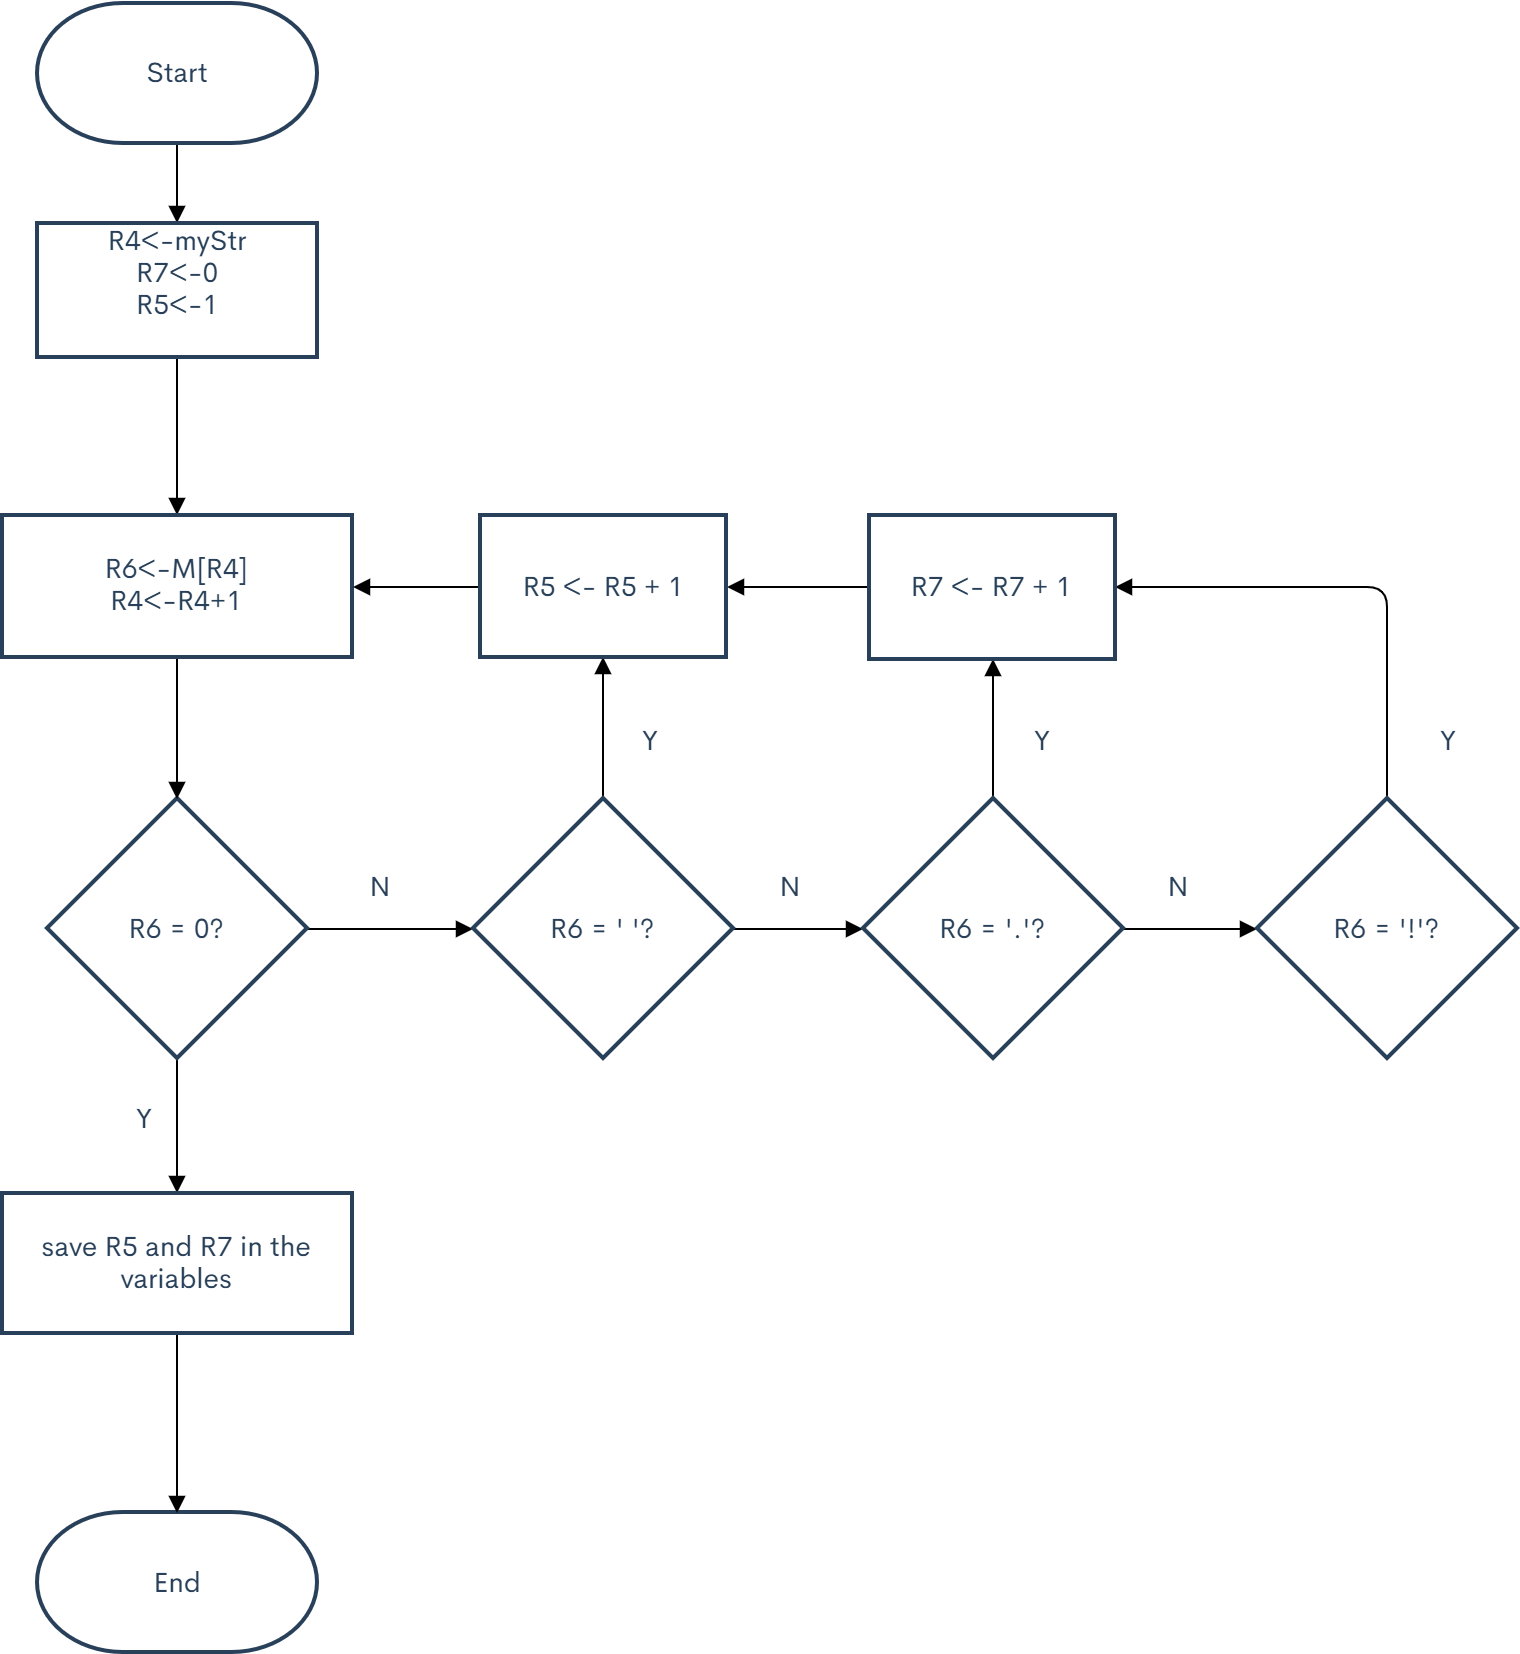 Start
R4<-myStr
R7<-0
R5<-1
R6<-M[R4]
R4<-R4+1
R5 <- R5 + 1
R7 <- R7 + 1
Y
Y
Y
N
N
N
R6 = 0?
R6 = ' '?
R6 = '.'?
R6 = '!'?
Y
save R5 and R7 in the
variables
End